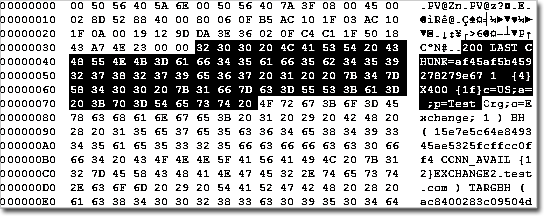 00000000 00 50 56 40 5A 6E 00 50 56 40 7A 3F 08 00 45 00 .PV@Zn.PV@z?◘.E.
00000010 02 8D 52 88 40 00 80 06 0F B5 AC 10 1F 03 AC 10
00000020 1F 0A 00 19 12 9D 0F C4 C1 1F 50 18
00000030 43 A7 4E 23 00 00 32 30 30 20 4C 41 53 54 20 43 200 LAST C
00000040 48 55 4E 4B 3D 61 66 34 35 61 66 35 62 34 35 39 HUNK=af45af5b459
00000050 32 37 38 32 37 39 65 36 37 20 31 20 20 7B 34 7D 278279e67 1  {4}
00000060 58 34 30 30 20 7B 31 66 7D 63 3D 55 53 3B 61 3D X400 {1f}c=US;a=
00000070 20 3B 70 3D 54 65 73 74 20 4F 72 67 3B 6F 3D 45 ;p=Test Org;o=E
00000080 78 63 68 61 6E 67 65 3B 20 31 20 29 20 42 48 20 xchange; 1 ) BH
00000090 28 20 31 35 65 37 65 35 63 36 34 65 38 34 39 33 ( 15e7e5c64e8493
000000A0 34 35 61 65 35 33 32 35 66 63 66 66 63 63 30 66 45ae5325fcffcc0f
000000B0 66 34 20 43 4E 4E 5F 41 56 41 49 4C 20 7B 31 f4 CCNN_AVAIL {1
000000C0 32 7D 45 58 43 48 41 4E 47 45 32 2E 74 65 73 74 2}EXCHANGE2.test
000000D0 2E 63 6F 6D 20 29 20 54 41 52 47 42 48 20 28 20 .com ) TARGBH (
000000E0 61 63 38 34 30 30 32 38 33 63 30 39 35 30 34 64 ac8400283c09504d